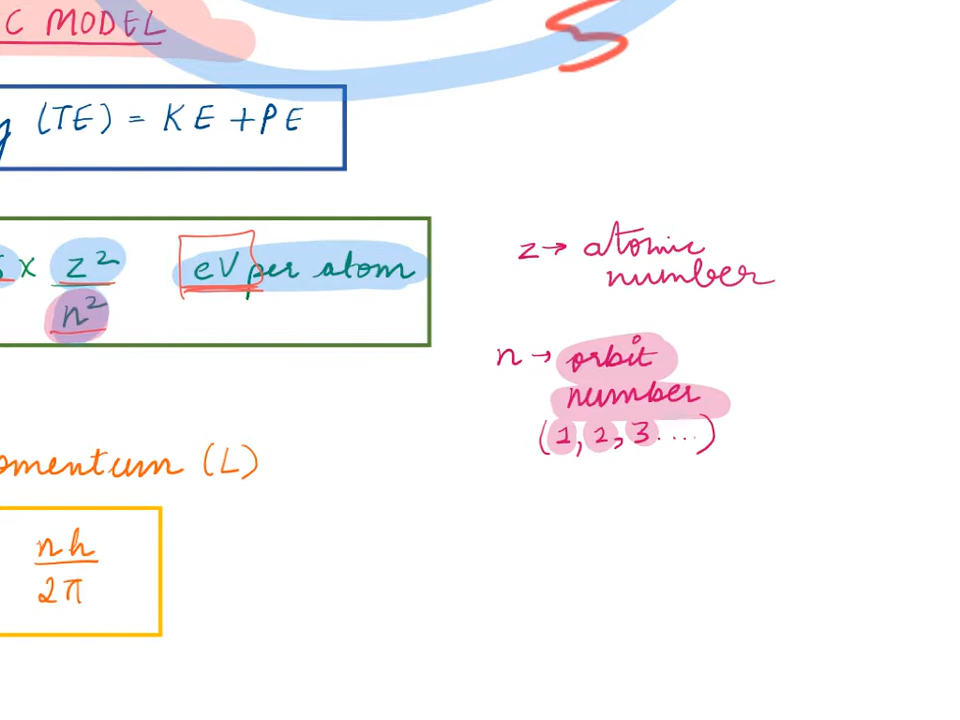 C MODEL
y (TE) = KE + PE
x z²
n²
eV per atom
z → atomic
number
n → orbit
number
(1, 2, 3 ....)
omentum (L)
nh
2π